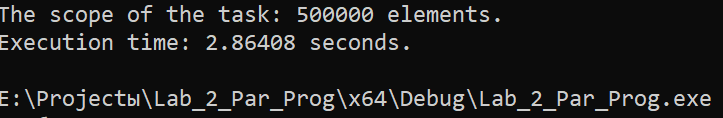 The scope of the task: 500000 elements.
Execution time: 2.86408 seconds.
E:\Projectы\Lab_2_Par_Prog\x64\Debug\Lab_2_Par_Prog.exe